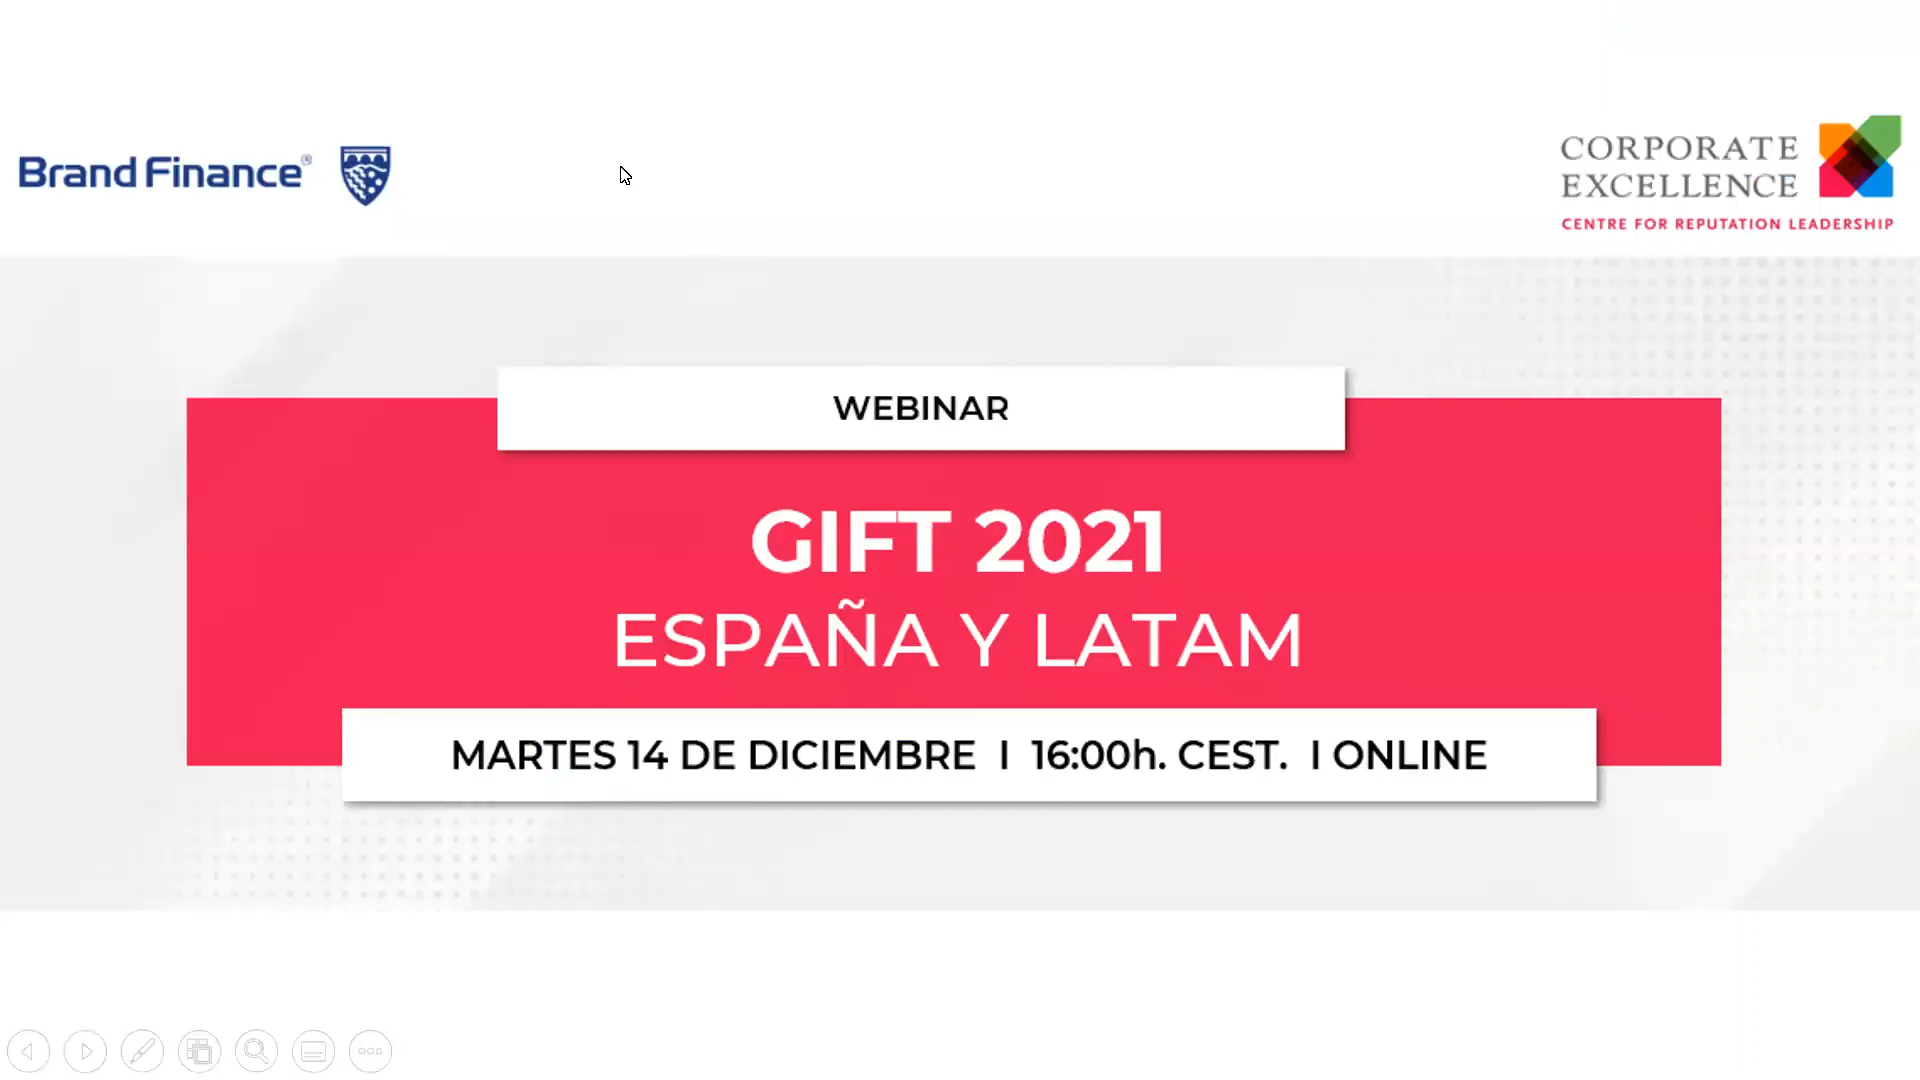 Brand Finance®
CORPORATE
EXCELLENCE
CENTRE FOR REPUTATION LEADERSHIP
WEBINAR
GIFT 2021
ESPAÑA Y LATAM
MARTES 14 DE DICIEMBRE I 16:00h. CEST. I ONLINE